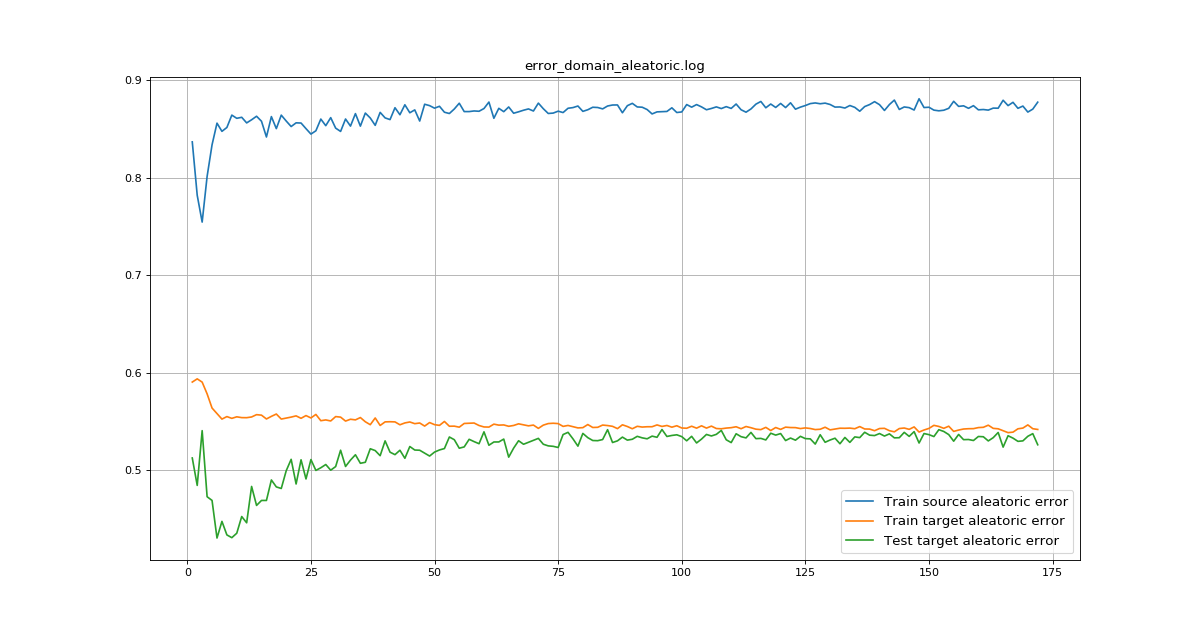 error_domain_aleatoric.log
0.9
0.8
0.7
0.6
0.5
Train source aleatoric error
Train target aleatoric error
Test target aleatoric error
0 25 50 75 100 125 150 175